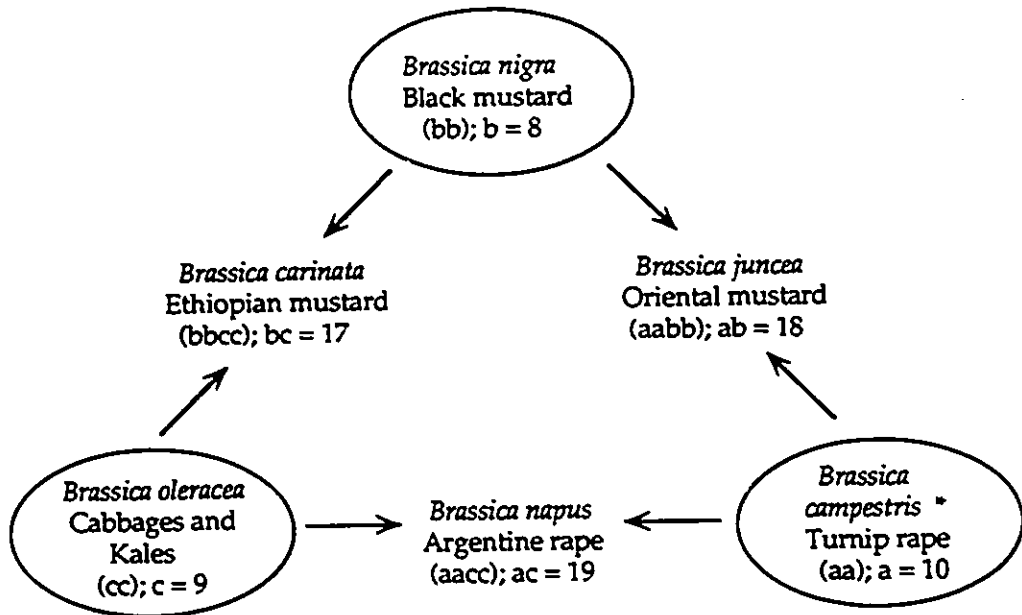 Brassica nigra
Black mustard
(bb); b = 8
Brassica carinata
Ethiopian mustard
(bbcc); bc = 17
Brassica juncea
Oriental mustard
(aabb); ab = 18
Brassica oleracea
Cabbages and
Kales
(cc); c = 9
Brassica napus
Argentine rape
(aacc); ac = 19
Brassica
campestris *
Turnip rape
(aa); a = 10